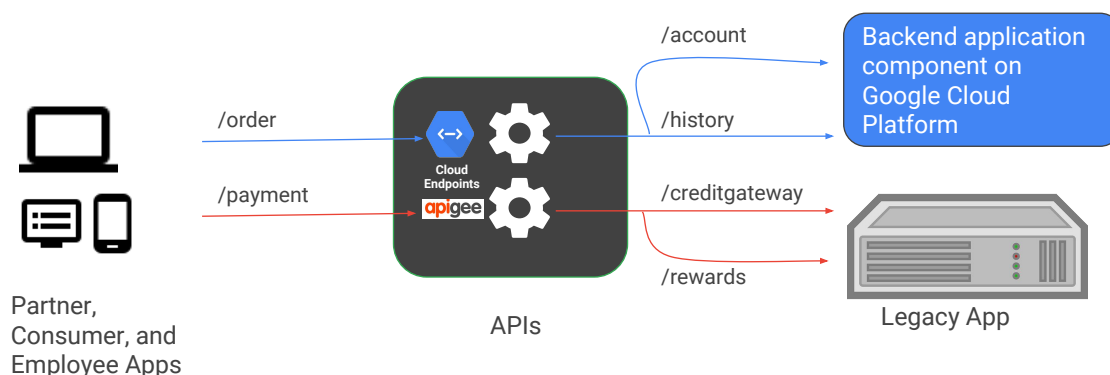 /order
/payment
Partner,
Consumer, and
Employee Apps
Cloud
Endpoints
apigee
APIs
/account
/history
/creditgateway
/rewards
Backend application
component on
Google Cloud
Platform
Legacy App